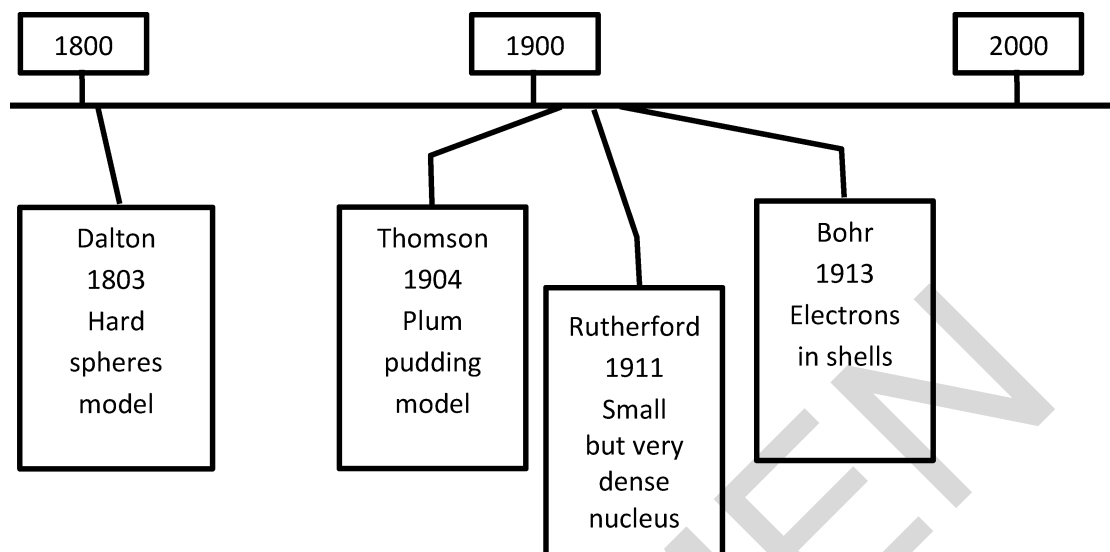 1800
1900
2000
Dalton
1803
Hard
spheres
model
Thomson
1904
Plum
pudding
model
Rutherford
1911
Small
but very
dense
nucleus
Bohr
1913
Electrons
in shells